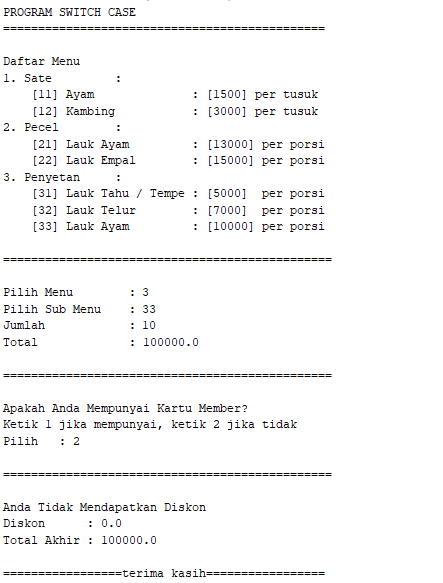 PROGRAM SWITCH CASE
==============================================
Daftar Menu
1. Sate         :
    [11] Ayam              : [1500] per tusuk
    [12] Kambing           : [3000] per tusuk
2. Pecel        :
    [21] Lauk Ayam         : [13000] per porsi
    [22] Lauk Empal        : [15000] per porsi
3. Penyetan     :
    [31] Lauk Tahu / Tempe : [5000]  per porsi
    [32] Lauk Telur        : [7000]  per porsi
    [33] Lauk Ayam         : [10000] per porsi
===============================================
Pilih Menu        : 3
Pilih Sub Menu    : 33
Jumlah            : 10
Total             : 100000.0
===============================================
Apakah Anda Mempunyai Kartu Member?
Ketik 1 jika mempunyai, ketik 2 jika tidak
Pilih   : 2
===============================================
Anda Tidak Mendapatkan Diskon
Diskon      : 0.0
Total Akhir : 100000.0
=================terima kasih=================